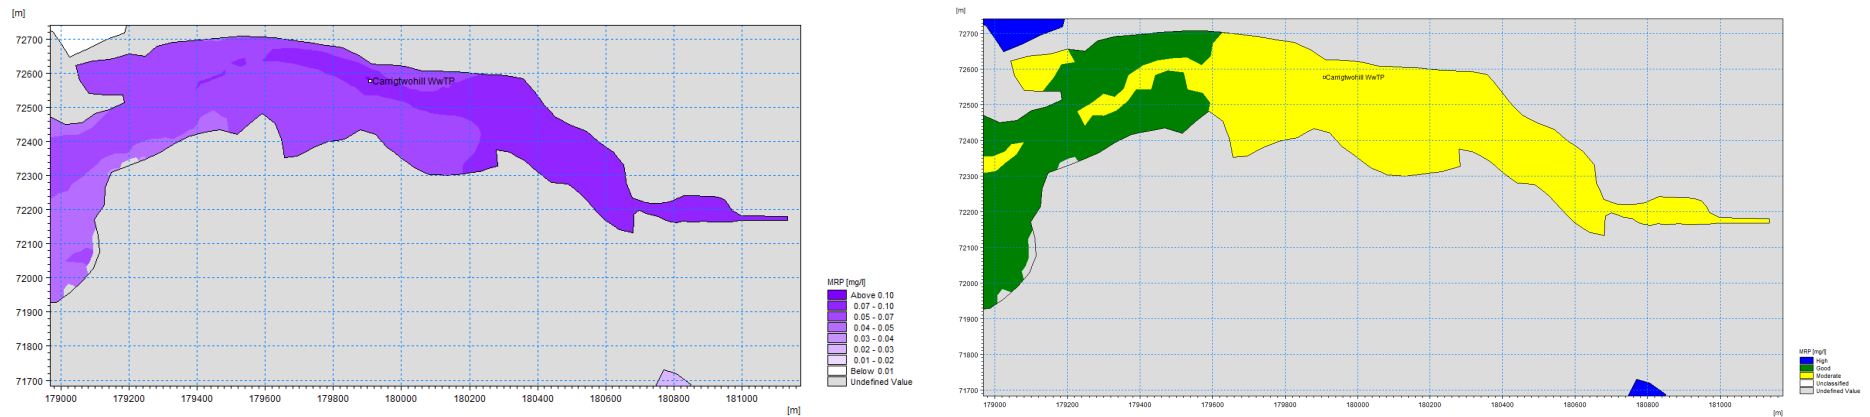 [m]
72700
72600
72500
72400
72300
72200
72100
72000
71900
71800
71700
Carrigtwohill WwTP
179000 179200 179400 179600 179800 180000 180200 180400 180600 180800 181000
[m]
MRP [mg/l]
Above 0.10
0.07 - 0.10
0.05 - 0.07
0.04 - 0.05
0.03 - 0.04
0.02 - 0.03
0.01 - 0.02
Below 0.01
Undefined Value
[m]
72700
72600
72500
72400
72300
72200
72100
72000
71900
71800
71700
Carrigtwohill WwTP
179000 179200 179400 179600 179800 180000 180200 180400 180600 180800 181000
[m]
MRP [mg/l]
High
Good
Moderate
Unclassified
Undefined Value